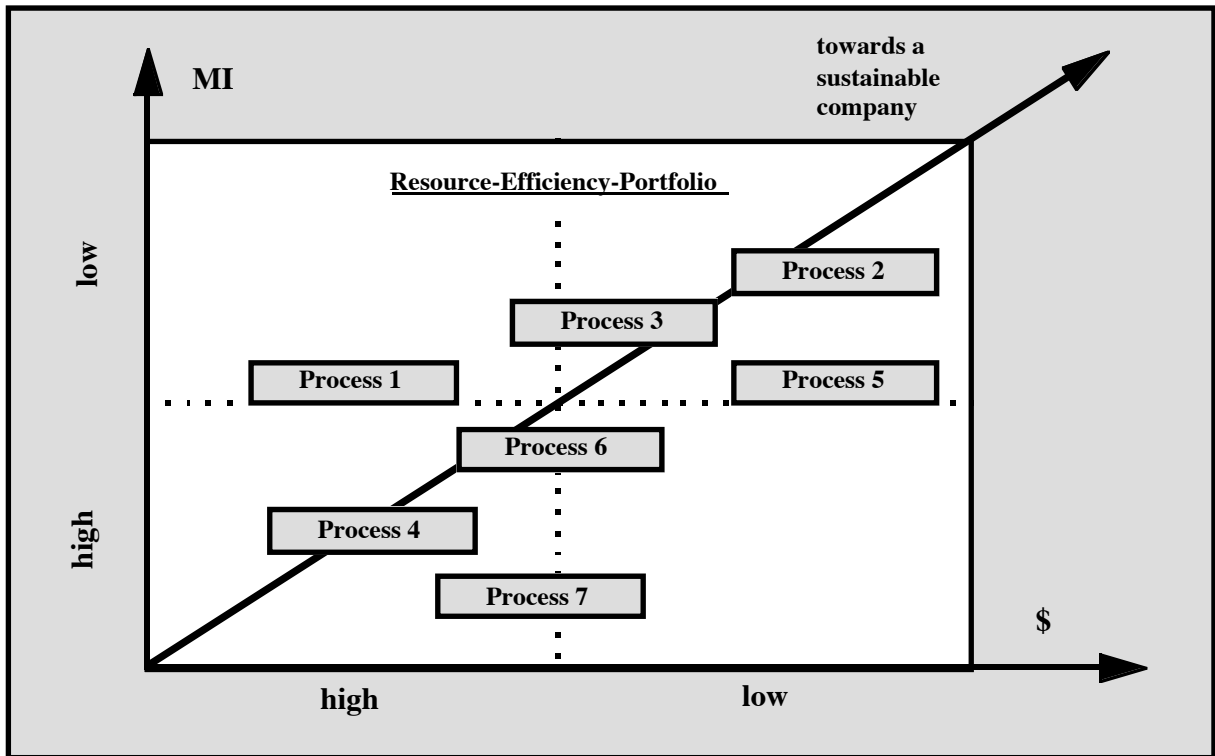 MI
towards a
sustainable
company
Resource-Efficiency-Portfolio
low
Process 2
Process 3
Process 1
Process 5
Process 6
high
Process 4
Process 7
$
high
low